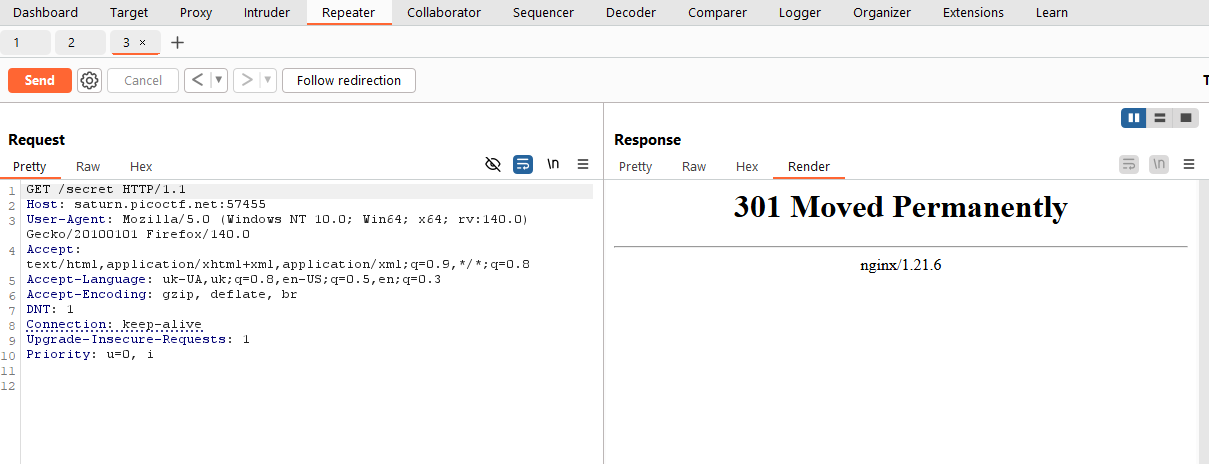 Dashboard Target Proxy Intruder Repeater Collaborator Sequencer Decoder Comparer Logger Organizer Extensions Learn
1 2 3 × +
Send Cancel < > Follow redirection
Request
Pretty Raw Hex \n
1 GET /secret HTTP/1.1
2 Host: saturn.picoctf.net:57455
3 User-Agent: Mozilla/5.0 (Windows NT 10.0; Win64; x64; rv:140.0)
Gecko/20100101 Firefox/140.0
4 Accept:
text/html,application/xhtml+xml,application/xml;q=0.9,*/*;q=0.8
5 Accept-Language: uk-UA,uk;q=0.8,en-US;q=0.5,en;q=0.3
6 Accept-Encoding: gzip, deflate, br
7 DNT: 1
8 Connection: keep-alive
9 Upgrade-Insecure-Requests: 1
10 Priority: u=0, i
11
12
Response
Pretty Raw Hex Render \n
301 Moved Permanently
nginx/1.21.6